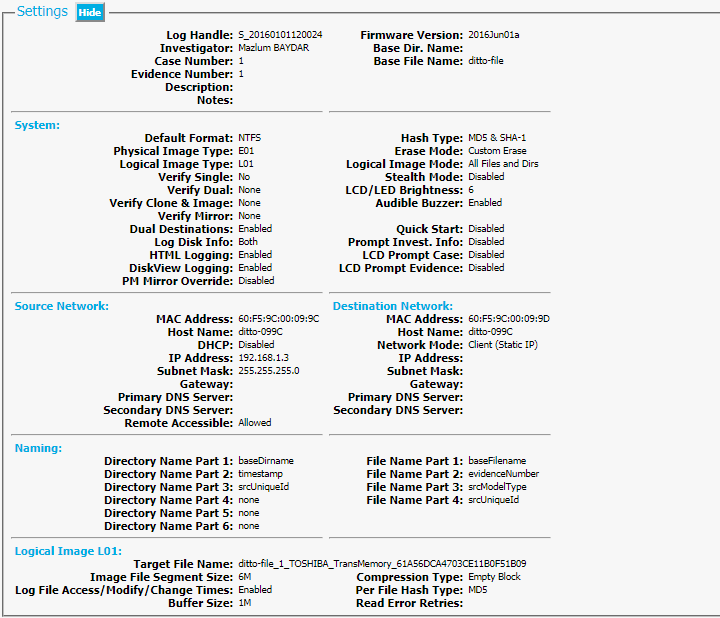 Settings Hide
Log Handle: S_20160101120024 Firmware Version: 2016Jun01a
Investigator: Mazlum BAYDAR Base Dir. Name:
Case Number: 1 Base File Name: ditto-file
Evidence Number: 1
Description:
Notes:
System:
Default Format: NTFS Hash Type: MD5 & SHA-1
Physical Image Type: E01 Erase Mode: Custom Erase
Logical Image Type: L01 Logical Image Mode: All Files and Dirs
Verify Single: No Stealth Mode: Disabled
Verify Dual: None LCD/LED Brightness: 6
Verify Clone & Image: None Audible Buzzer: Enabled
Verify Mirror: None
Dual Destinations: Enabled Quick Start: Disabled
Log Disk Info: Both Prompt Invest. Info: Disabled
HTML Logging: Enabled LCD Prompt Case: Disabled
DiskView Logging: Enabled LCD Prompt Evidence: Disabled
PM Mirror Override: Disabled
Source Network: Destination Network:
MAC Address: 60:F5:9C:00:09:9C MAC Address: 60:F5:9C:00:09:9D
Host Name: ditto-099C Host Name: ditto-099C
DHCP: Disabled Network Mode: Client (Static IP)
IP Address: 192.168.1.3 IP Address:
Subnet Mask: 255.255.255.0 Subnet Mask:
Gateway: Gateway:
Primary DNS Server: Primary DNS Server:
Secondary DNS Server: Secondary DNS Server:
Remote Accessible: Allowed
Naming:
Directory Name Part 1: baseDirname File Name Part 1: baseFilename
Directory Name Part 2: timestamp File Name Part 2: evidenceNumber
Directory Name Part 3: srcUniqueId File Name Part 3: srcModelType
Directory Name Part 4: none File Name Part 4: srcUniqueId
Directory Name Part 5: none
Directory Name Part 6: none
Logical Image L01:
Target File Name: ditto-file_1_TOSHIBA_TransMemory_61A56DCA4703CE11B0F51B09
Image File Segment Size: 6M Compression Type: Empty Block
Log File Access/Modify/Change Times: Enabled Per File Hash Type: MD5
Buffer Size: 1M Read Error Retries: